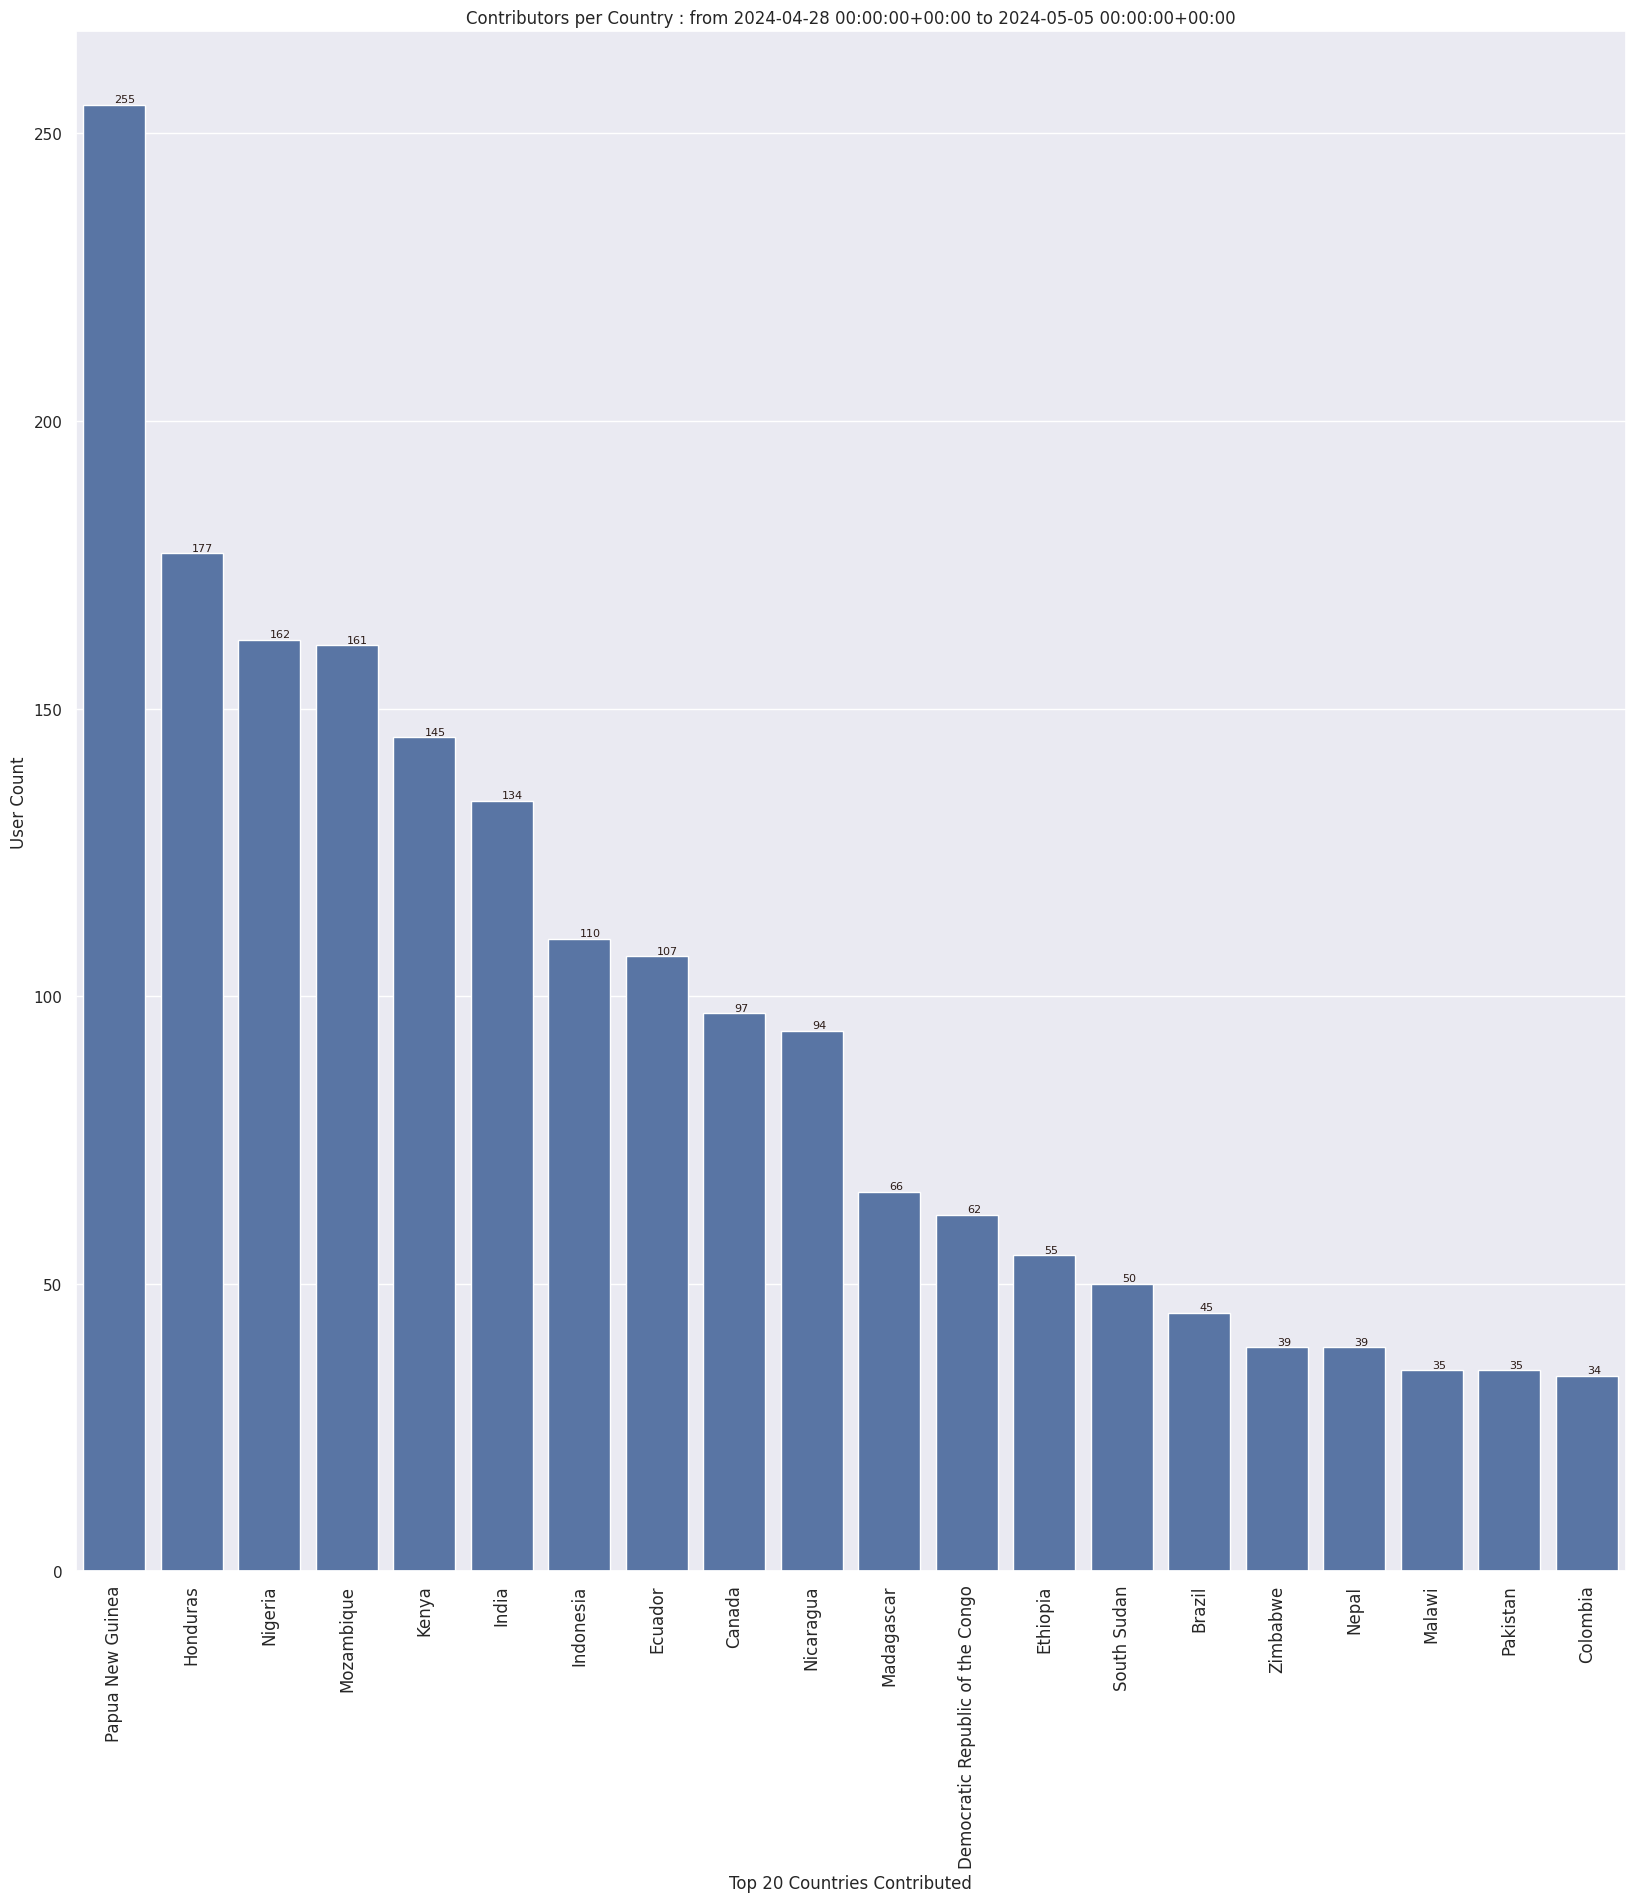 Contributors per Country : from 2024-04-28 00:00:00+00:00 to 2024-05-05 00:00:00+00:00
User Count
250
200
150
100
50
0
255
177
162
161
145
134
110
107
97
94
66
62
55
50
45
39
39
35
35
34
Papua New Guinea
Honduras
Nigeria
Mozambique
Kenya
India
Indonesia
Ecuador
Canada
Nicaragua
Madagascar
Democratic Republic of the Congo
Ethiopia
South Sudan
Brazil
Zimbabwe
Nepal
Malawi
Pakistan
Colombia
Top 20 Countries Contributed